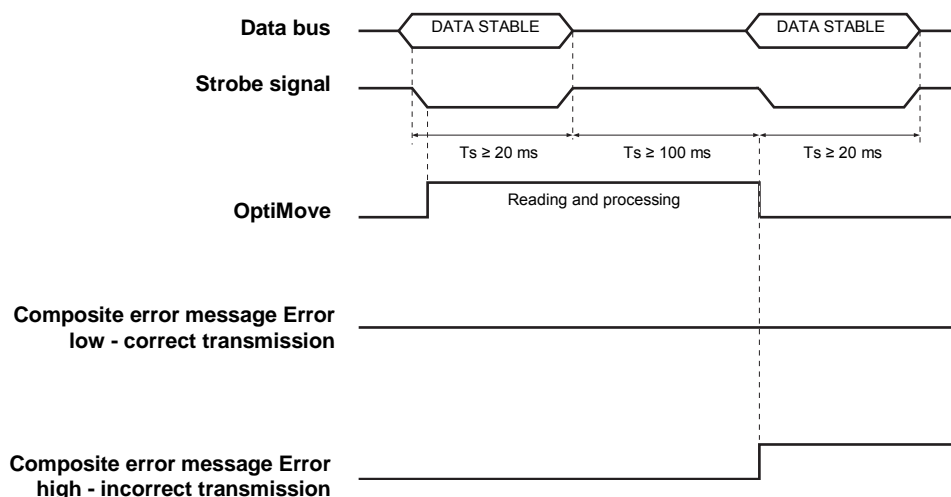 Data bus
DATA STABLE
DATA STABLE
Strobe signal
Ts ≥ 20 ms
Ts ≥ 100 ms
Ts ≥ 20 ms
OptiMove
Reading and processing
Composite error message Error
low - correct transmission
Composite error message Error
high - incorrect transmission